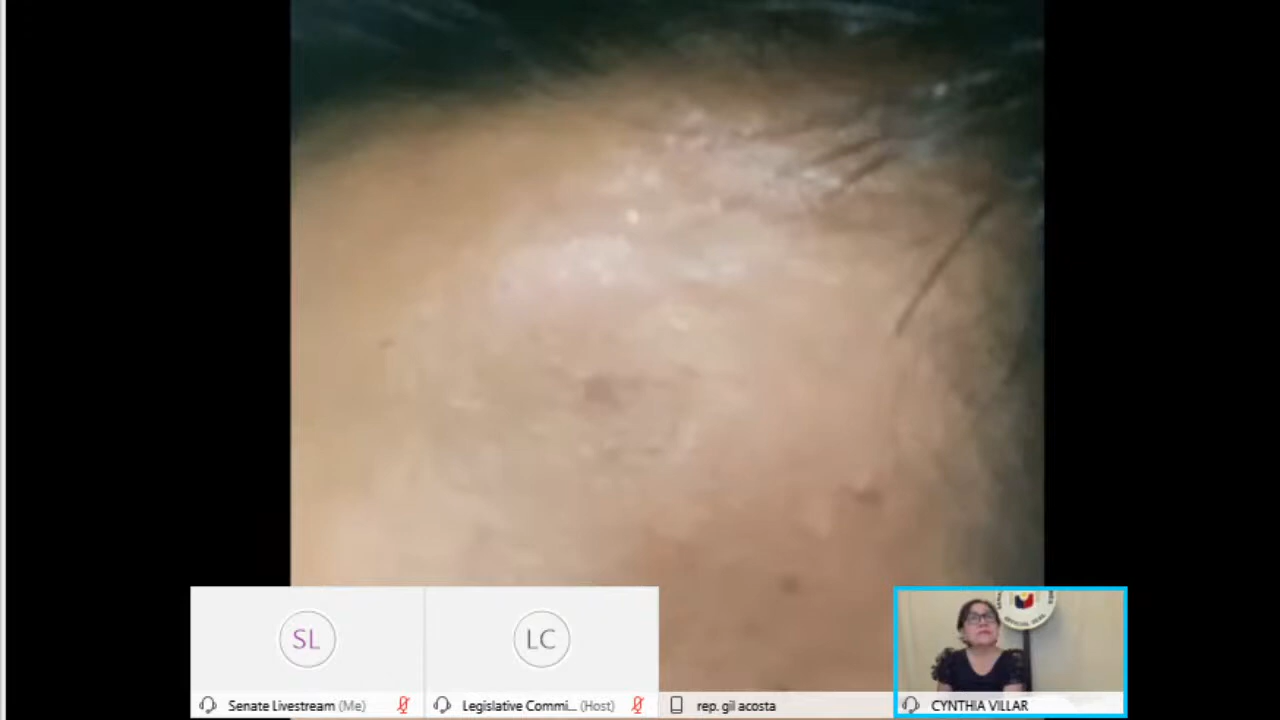 SL
LC
Senate Livestream (Me)
Legislative Commi... (Host)
rep. gil acosta
CYNTHIA VILLAR